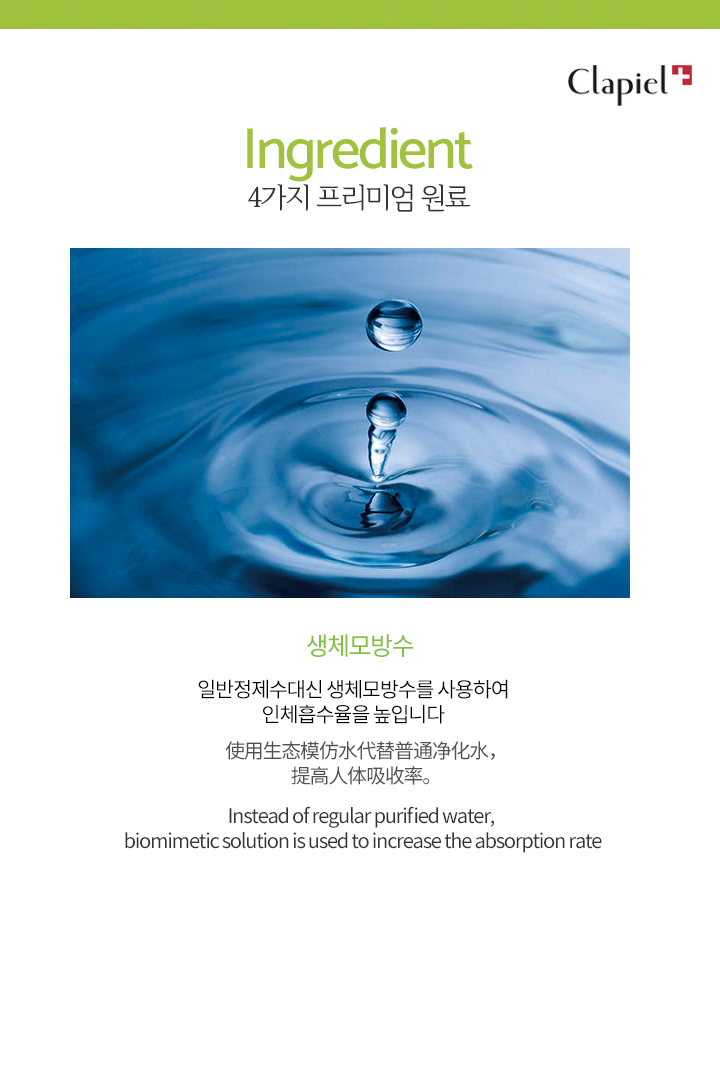 Clapiel
Ingredient
4가지 프리미엄 원료
생체모방수
일반정제수대신 생체모방수를 사용하여
인체흡수율을 높입니다
使用生态模仿水代替普通净化水，
提高人体吸收率。
Instead of regular purified water,
biomimetic solution is used to increase the absorption rate